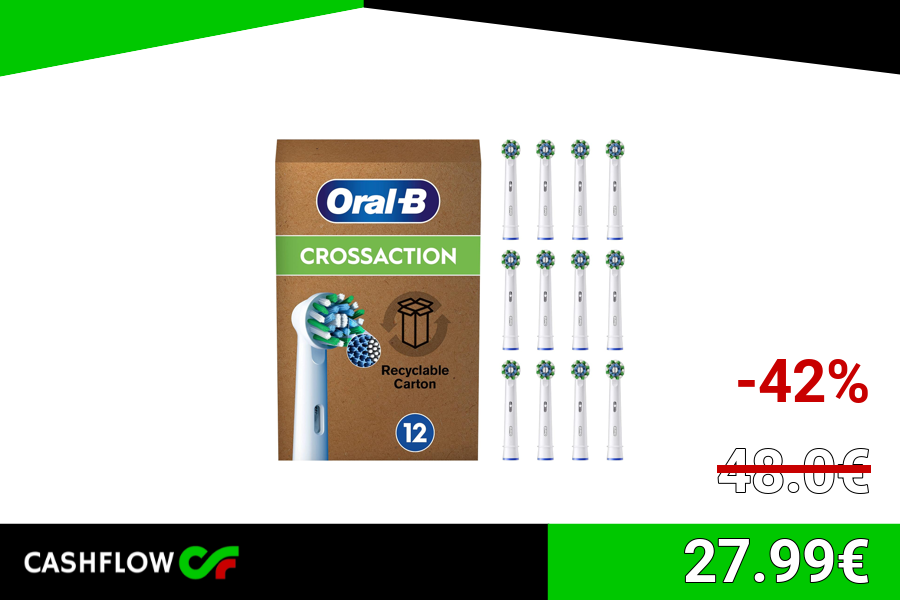 Oral-B
CROSSACTION
Recyclable
Carton
12
-42%
48.0€
27.99€
CASHFLOW